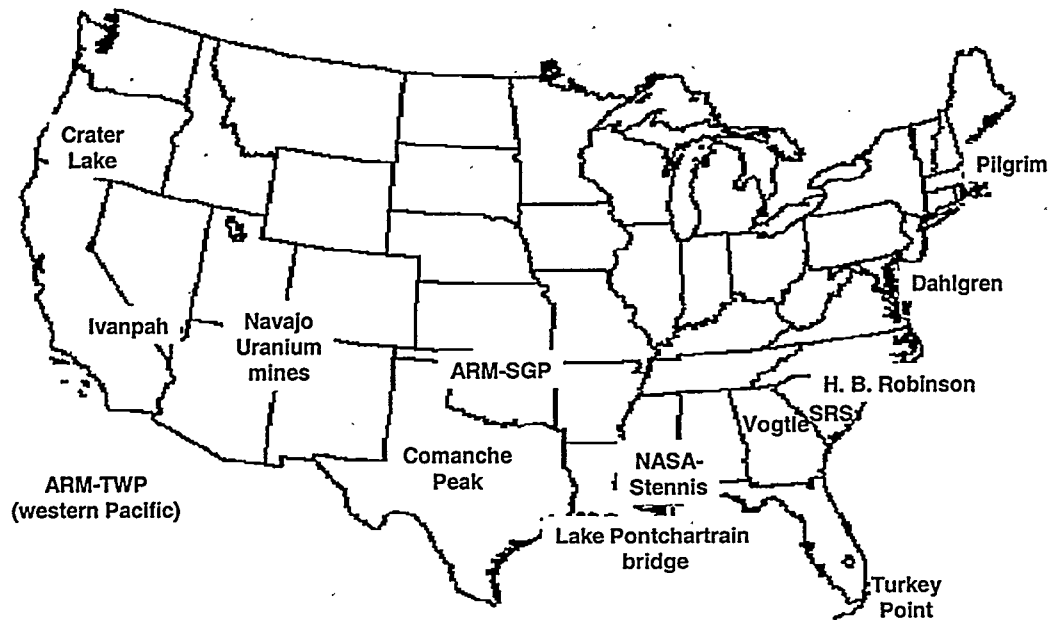 Crater
Lake
Pilgrim
Dahlgren
Ivanpah
Navajo
Uranium
mines
ARM-SGP
H. B. Robinson
Vogtle
SRS
Comanche
Peak
NASA-
Stennis
ARM-TWP
(western Pacific)
Lake Pontchartrain
bridge
Turkey
Point